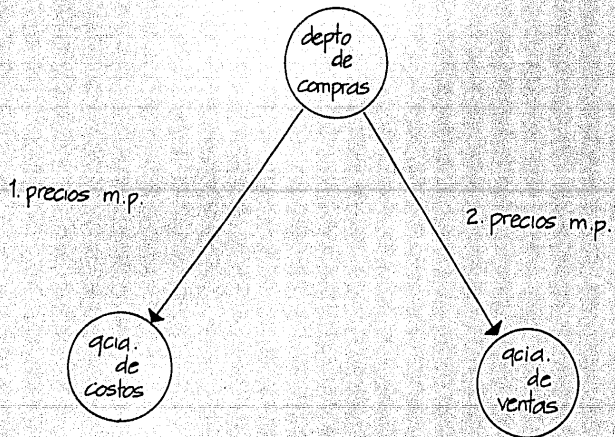 depto
de
compras
1. precios m.p.
2. precios m.p.
gcia.
de
costos
gcia.
de
ventas